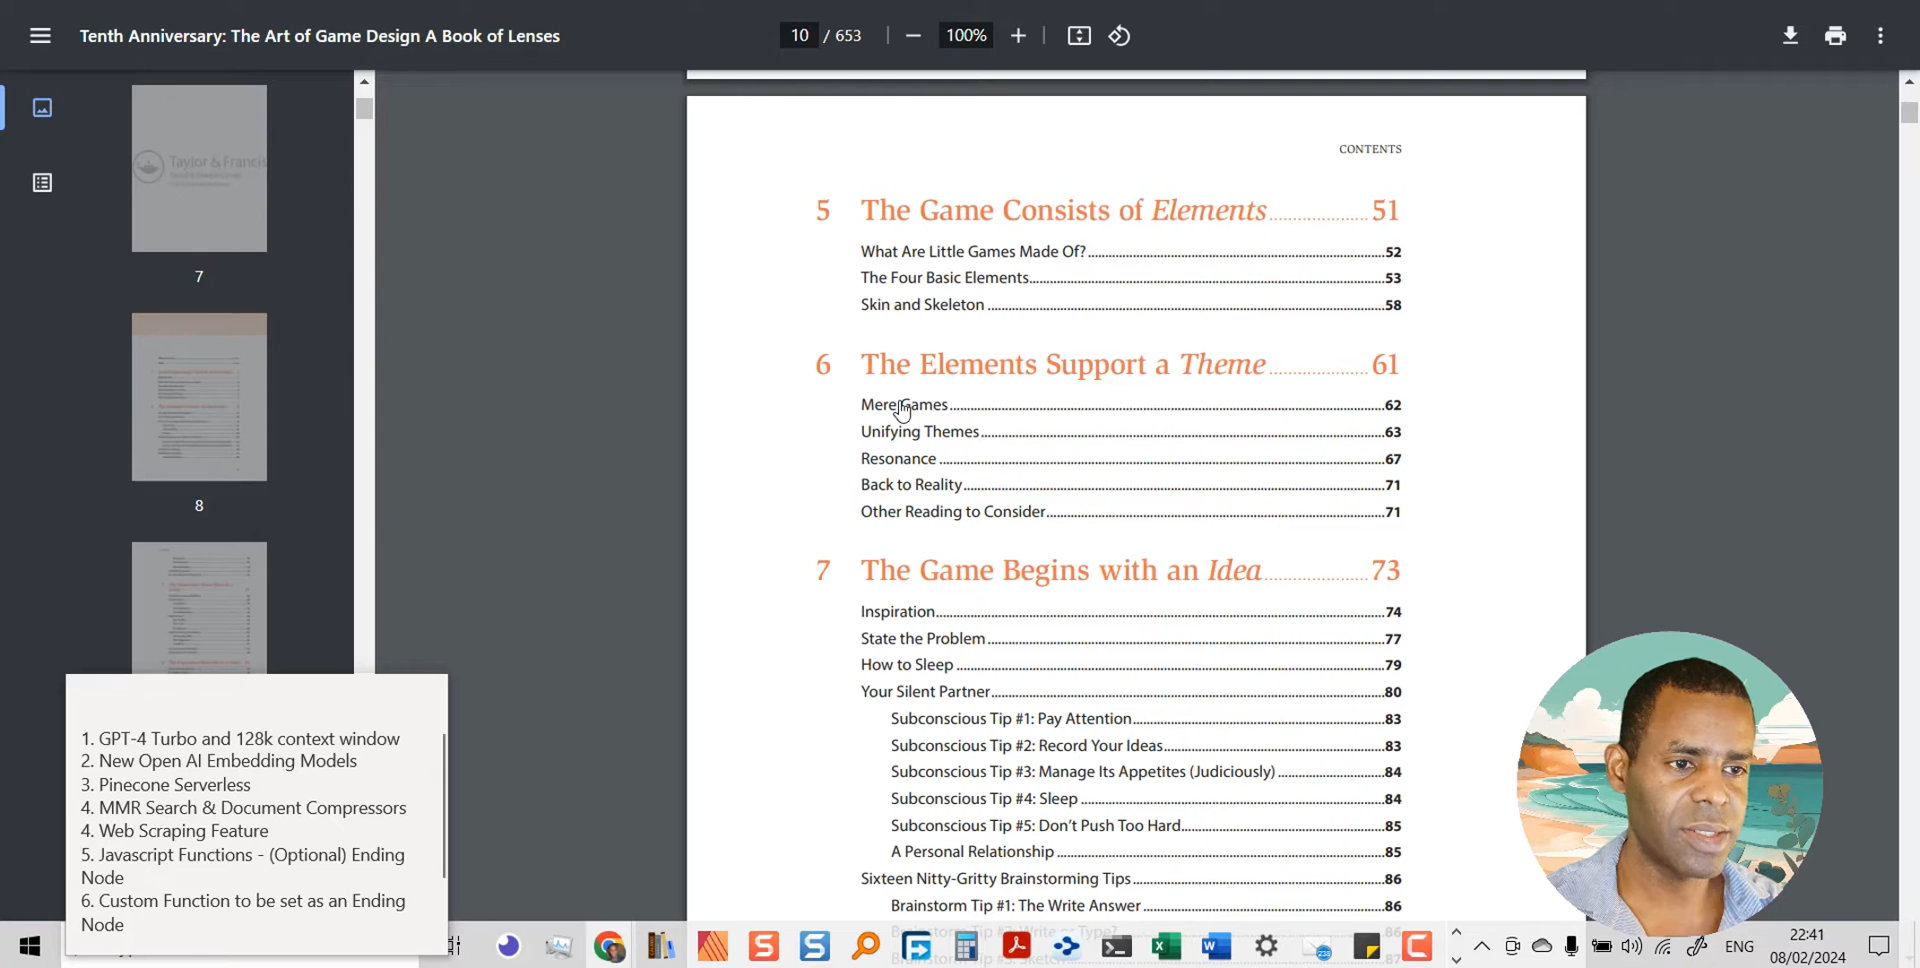 Tenth Anniversary: The Art of Game Design A Book of Lenses
10 / 653
100%
Taylor & Francis
7
8
CONTENTS
5 The Game Consists of Elements 51
What Are Little Games Made Of? 52
The Four Basic Elements 53
Skin and Skeleton 58
6 The Elements Support a Theme 61
Mere Games 62
Unifying Themes 63
Resonance 67
Back to Reality 71
Other Reading to Consider 71
7 The Game Begins with an Idea 73
Inspiration 74
State the Problem 77
How to Sleep 79
Your Silent Partner 80
Subconscious Tip #1: Pay Attention 83
Subconscious Tip #2: Record Your Ideas 83
Subconscious Tip #3: Manage Its Appetites (Judiciously) 84
Subconscious Tip #4: Sleep 84
Subconscious Tip #5: Don't Push Too Hard 85
A Personal Relationship 85
Sixteen Nitty-Gritty Brainstorming Tips 86
Brainstorm Tip #1: The Write Answer 86
1. GPT-4 Turbo and 128k context window
2. New Open AI Embedding Models
3. Pinecone Serverless
4. MMR Search & Document Compressors
4. Web Scraping Feature
5. Javascript Functions - (Optional) Ending
Node
6. Custom Function to be set as an Ending
Node
ENG
22:41
08/02/2024